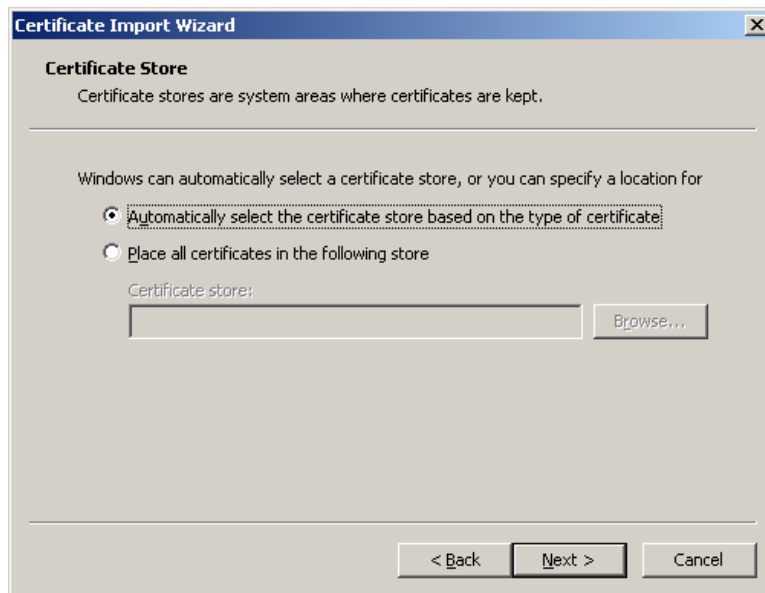 Certificate Import Wizard
Certificate Store
Certificate stores are system areas where certificates are kept.
Windows can automatically select a certificate store, or you can specify a location for
Automatically select the certificate store based on the type of certificate
Place all certificates in the following store
Certificate store:
Browse...
< Back Next > Cancel